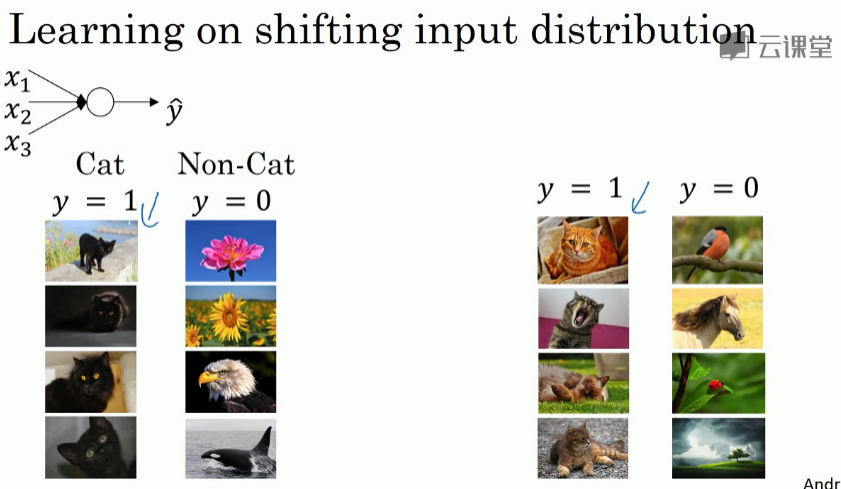 Learning on shifting input distribution
云课堂
x₁
x₂
x₃
ŷ
Cat Non-Cat
y = 1 y = 0
y = 1 y = 0
Andr